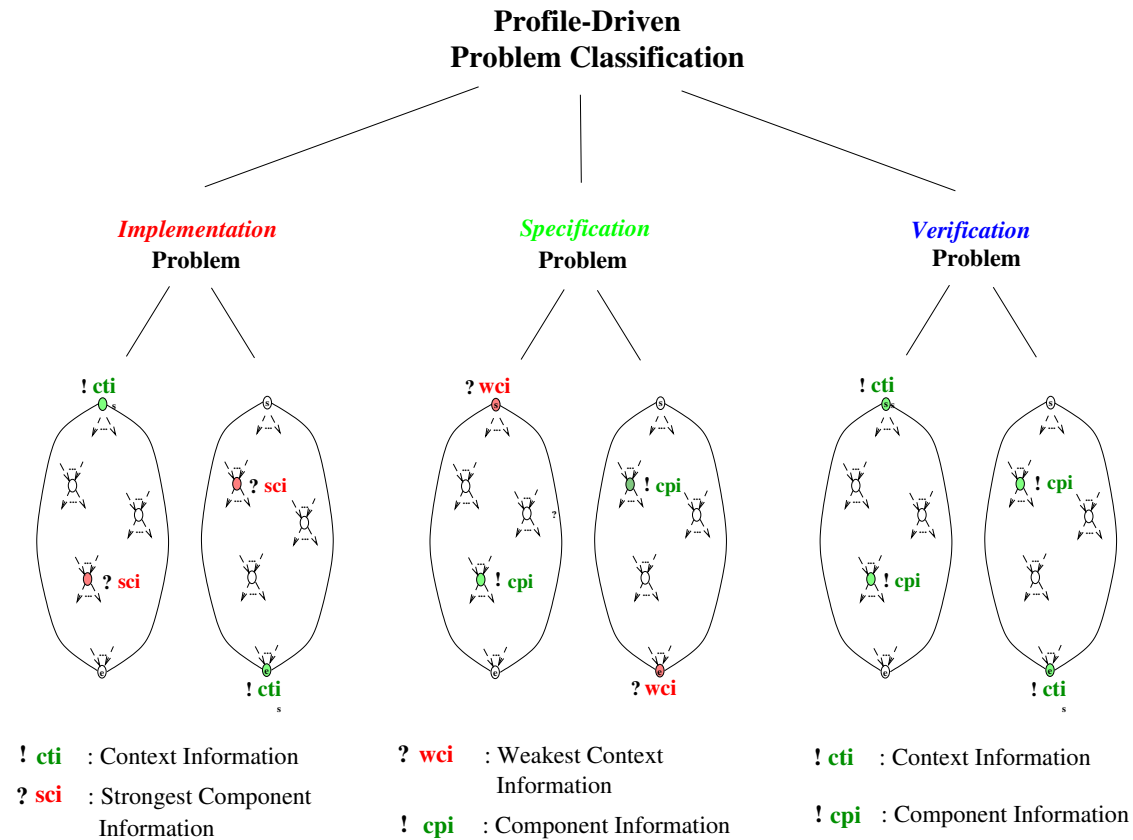 Profile-Driven
Problem Classification
Implementation
Problem
Specification
Problem
Verification
Problem
! cti
s
s
? sci
? sci
e
e
! cti
s
? wci
s
s
! cpi
?
! cpi
e
e
? wci
! cti
s s
s
! cpi
! cpi
e
e
! cti
s
! cti : Context Information
? sci : Strongest Component
Information
? wci : Weakest Context
Information
! cpi : Component Information
! cti : Context Information
! cpi : Component Information